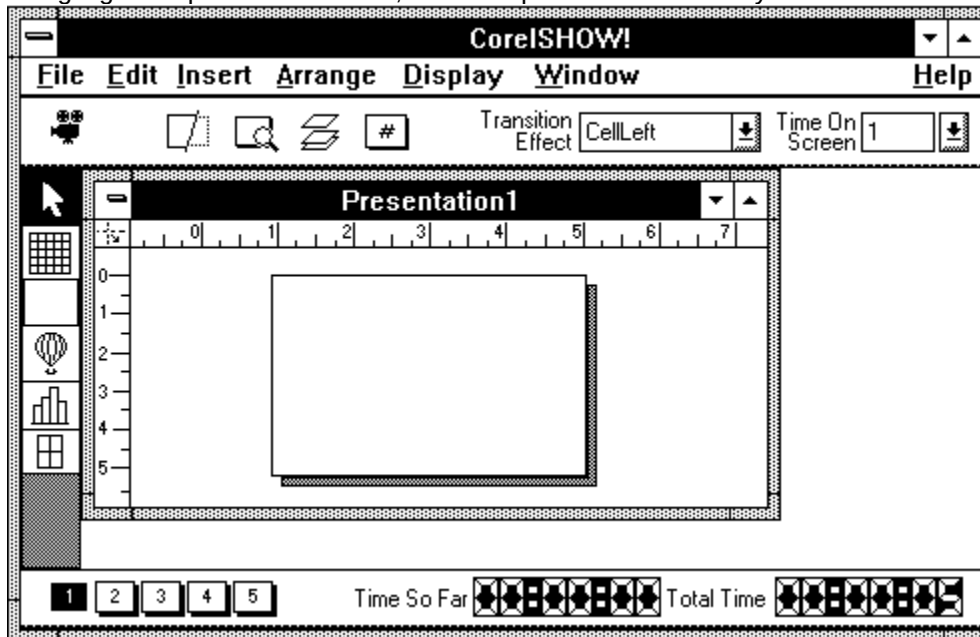 CorelSHOW!
File Edit Insert Arrange Display Window Help
# Transition Effect CellLeft Time On Screen 1
Presentation1
0 1 2 3 4 5 6 7
0
1
2
3
4
5
1 2 3 4 5 Time So Far Total Time